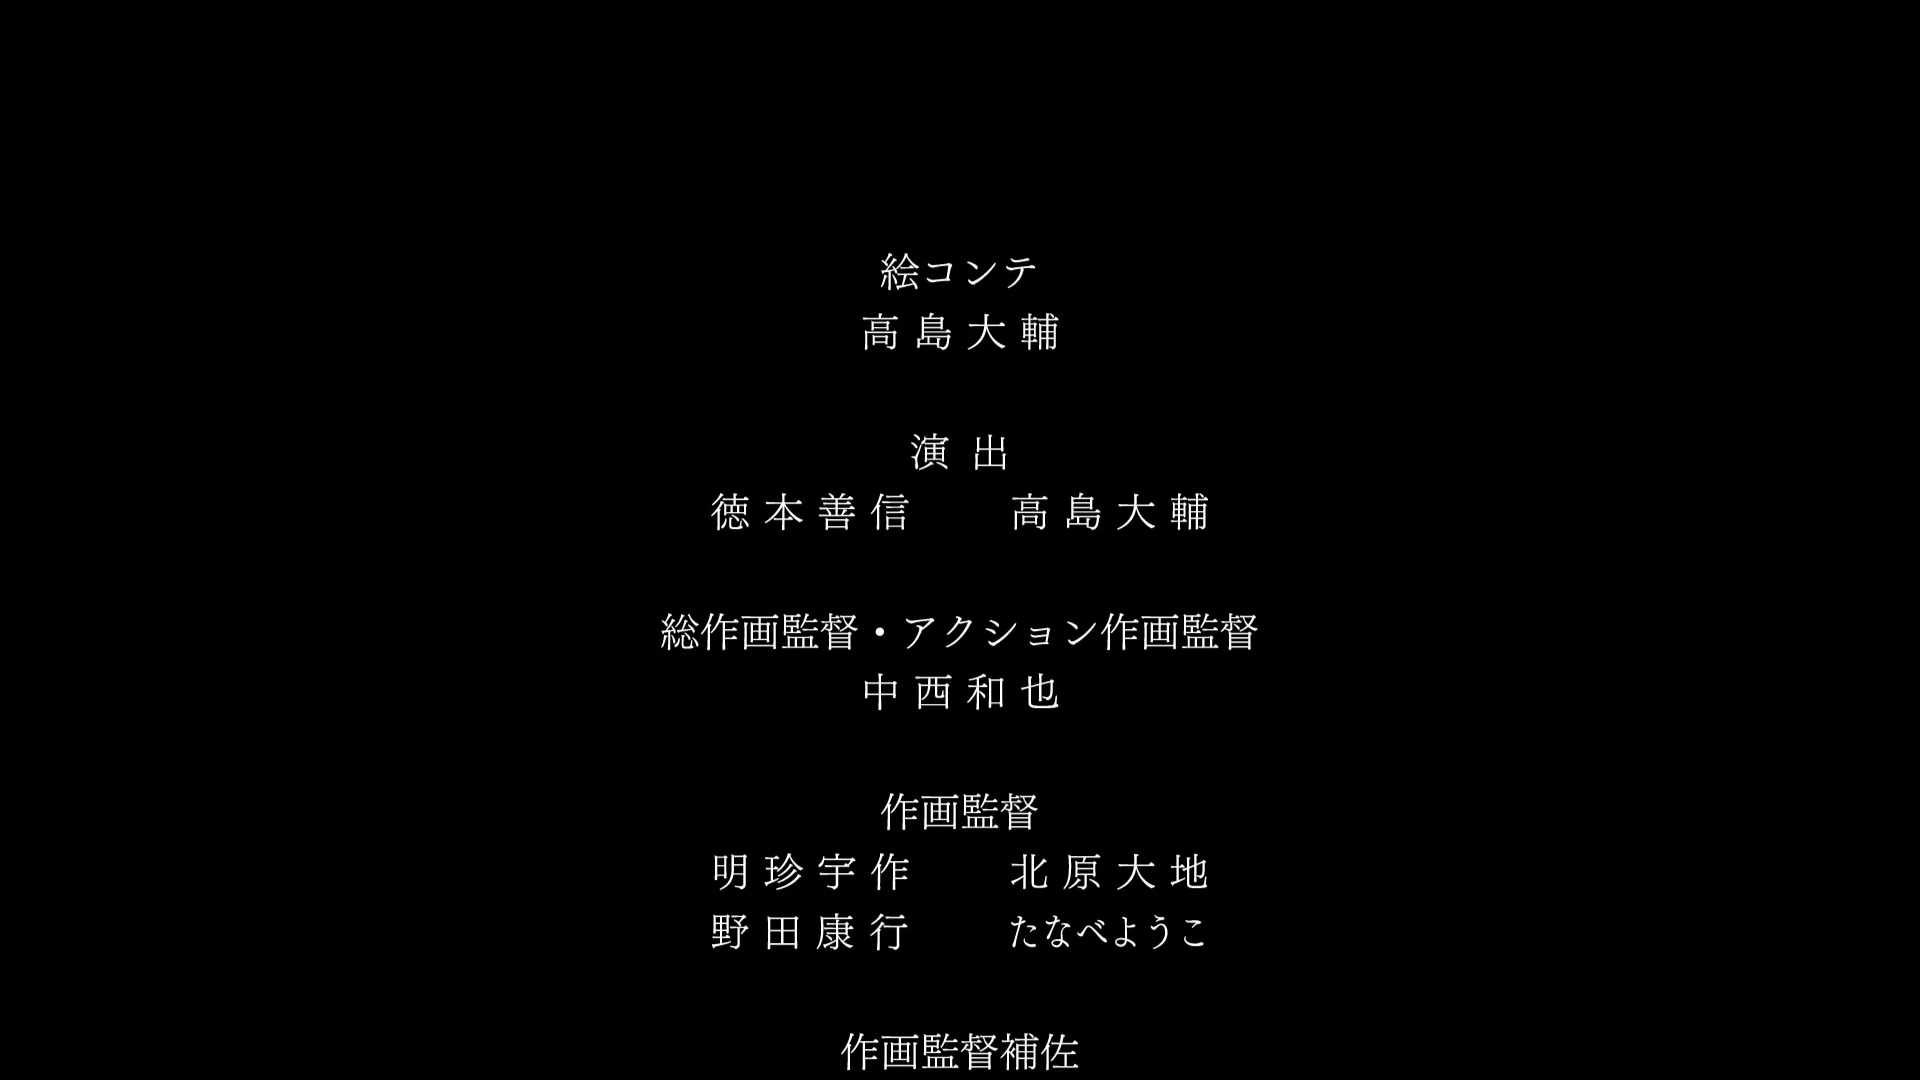 絵コンテ
高島大輔
演出
徳本善信 高島大輔
総作画監督・アクション作画監督
中西和也
作画監督
明珍宇作 北原大地
野田康行 たなべようこ
作画監督補佐